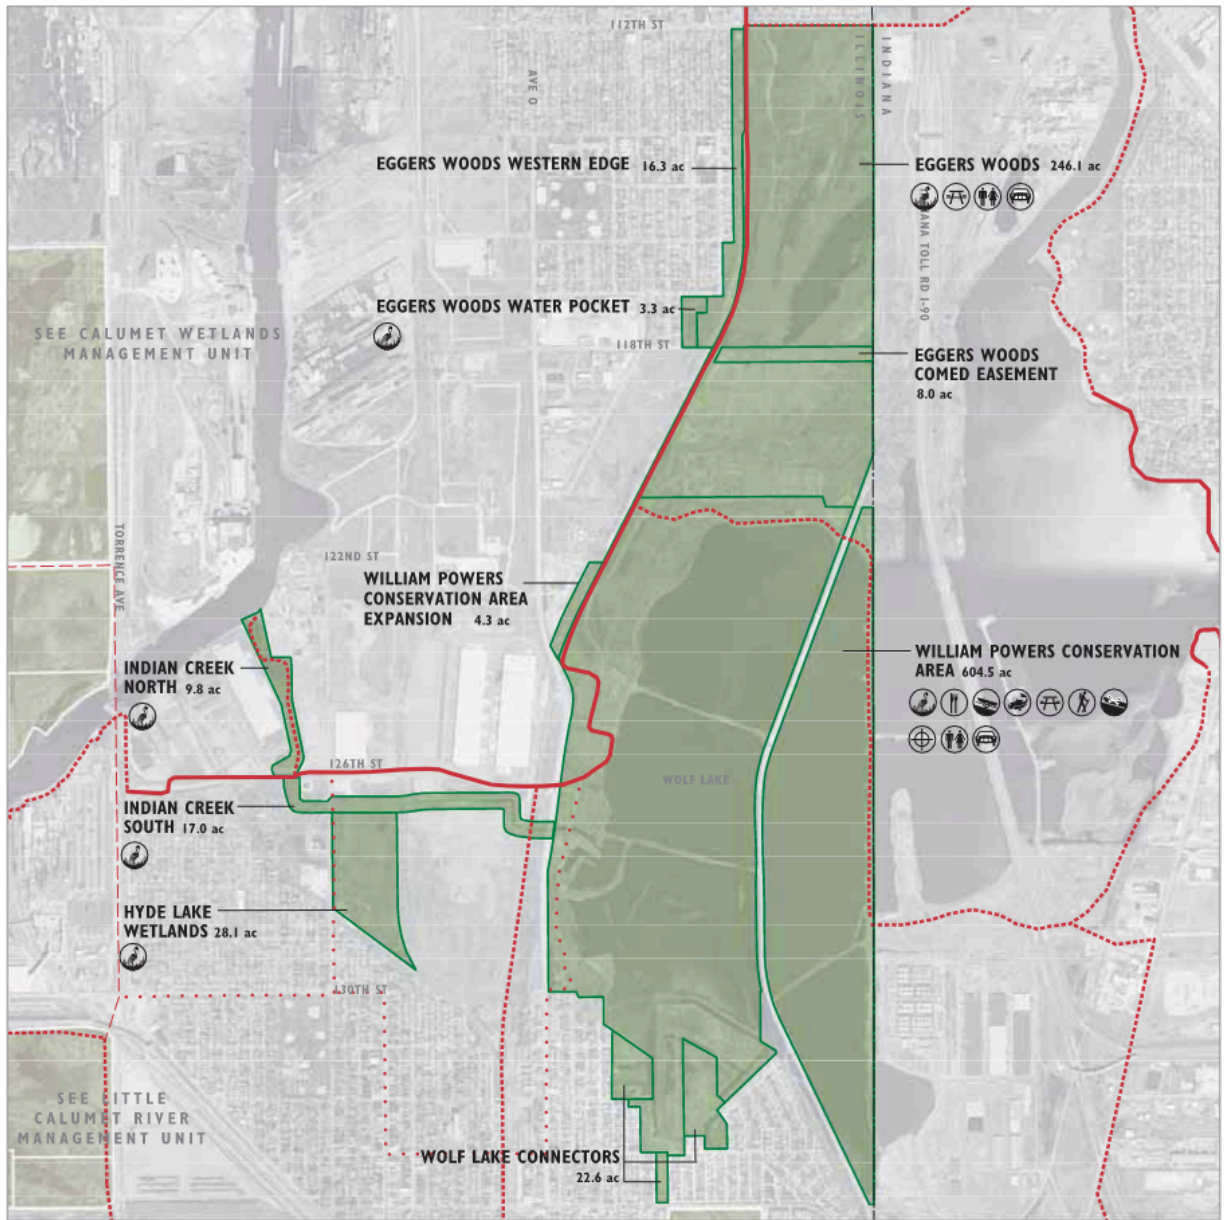 112TH ST
AVE O
ILLINOIS
INDIANA
EGGERS WOODS WESTERN EDGE 16.3 ac
EGGERS WOODS 246.1 ac
ANA TOLL RD I-90
EGGERS WOODS WATER POCKET 3.3 ac
SEE CALUMET WETLANDS
MANAGEMENT UNIT
118TH ST
EGGERS WOODS
COMED EASEMENT
8.0 ac
TORRENCE AVE
122ND ST
WILLIAM POWERS
CONSERVATION AREA
EXPANSION 4.3 ac
WILLIAM POWERS CONSERVATION
AREA 604.5 ac
INDIAN CREEK
NORTH 9.8 ac
126TH ST
WOLF LAKE
INDIAN CREEK
SOUTH 17.0 ac
HYDE LAKE
WETLANDS 28.1 ac
130TH ST
SEE LITTLE
CALUMET RIVER
MANAGEMENT UNIT
WOLF LAKE CONNECTORS
22.6 ac